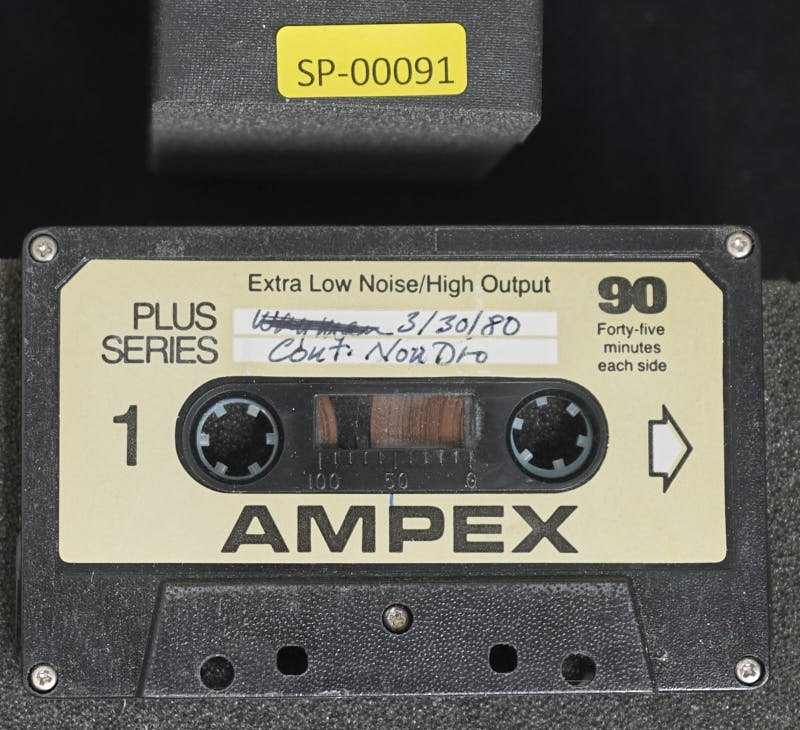 SP-00091
Extra Low Noise/High Output
90
PLUS
SERIES
3/30/80
Cont. Non Dro
Forty-five
minutes
each side
1
100 50 0
AMPEX